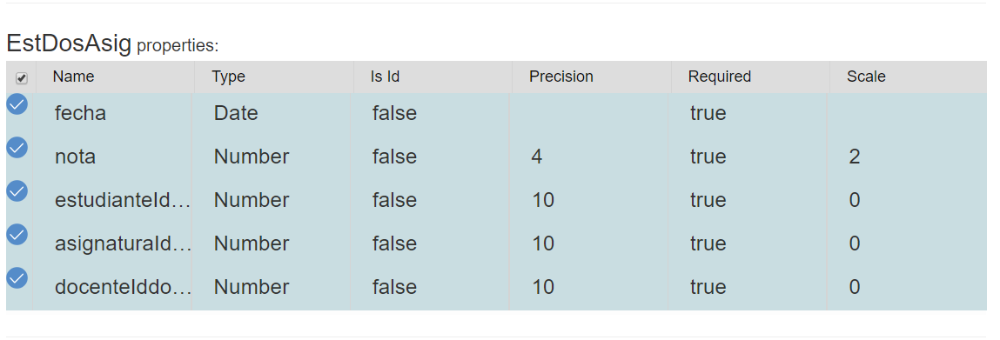 EstDosAsig properties:
Name Type Is Id Precision Required Scale
fecha Date false true
nota Number false 4 true 2
estudianteId… Number false 10 true 0
asignaturaId… Number false 10 true 0
docenteIddo… Number false 10 true 0